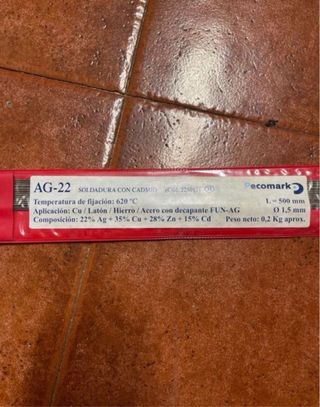 AG-22 SOLDADURA CON CADMIO Pecomark
Temperatura de fijación: 620 ºC L = 500 mm
Aplicación: Cu / Latón / Hierro / Acero con decapante FUN-AG Ø 1,5 mm
Composición: 22% Ag + 35% Cu + 28% Zn + 15% Cd Peso neto: 0,2 Kg aprox.